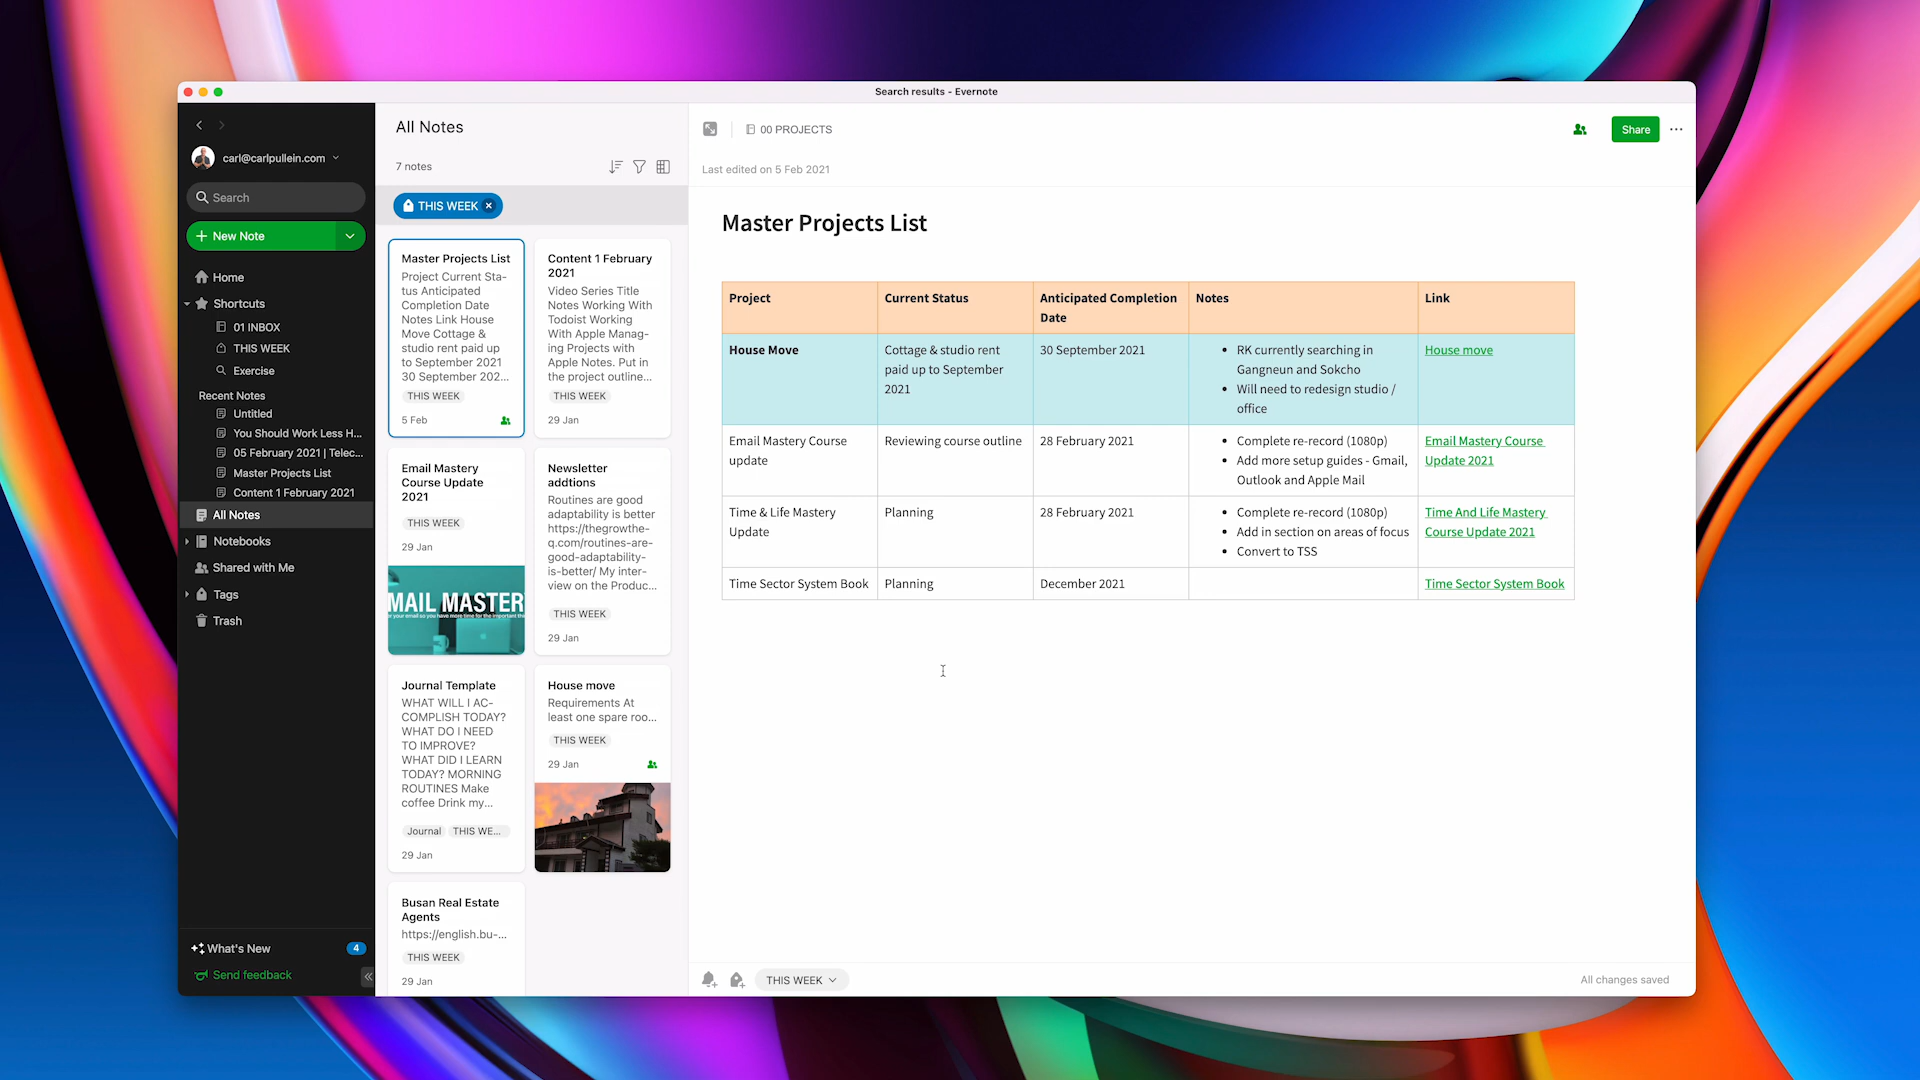 Search results - Evernote
carl@carlpullein.com
Search
New Note
Home
Shortcuts
01 INBOX
THIS WEEK
Exercise
Recent Notes
Untitled
You Should Work Less H...
05 February 2021 | Telec...
Master Projects List
Content 1 February 2021
All Notes
Notebooks
Shared with Me
Tags
Trash
What's New
4
Send feedback
All Notes
7 notes
THIS WEEK
Master Projects List
Project Current Sta-
tus Anticipated
Completion Date
Notes Link House
Move Cottage &
studio rent paid up
to September 2021
30 September 202...
THIS WEEK
5 Feb
Content 1 February
2021
Video Series Title
Notes Working With
Todoist Working
With Apple Manag-
ing Projects with
Apple Notes. Put in
the project outline...
THIS WEEK
29 Jan
Email Mastery
Course Update
2021
THIS WEEK
29 Jan
MAIL MASTER
Newsletter
addtions
Routines are good
adaptability is better
https://thegrowthe-
q.com/routines-are-
good-adaptability-
is-better/ My inter-
view on the Produc...
THIS WEEK
29 Jan
Journal Template
WHAT WILL I AC-
COMPLISH TODAY?
WHAT DO I NEED
TO IMPROVE?
WHAT DID I LEARN
TODAY? MORNING
ROUTINES Make
coffee Drink my...
Journal
THIS WE...
29 Jan
House move
Requirements At
least one spare roo...
THIS WEEK
29 Jan
Busan Real Estate
Agents
https://english.bu-...
THIS WEEK
29 Jan
00 PROJECTS
Share
Last edited on 5 Feb 2021
Master Projects List
Project
Current Status
Anticipated Completion
Date
Notes
Link
House Move
Cottage & studio rent
paid up to September
2021
30 September 2021
• RK currently searching in
Gangneun and Sokcho
• Will need to redesign studio /
office
House move
Email Mastery Course
update
Reviewing course outline
28 February 2021
• Complete re-record (1080p)
• Add more setup guides - Gmail,
Outlook and Apple Mail
Email Mastery Course
Update 2021
Time & Life Mastery
Update
Planning
28 February 2021
• Complete re-record (1080p)
• Add in section on areas of focus
• Convert to TSS
Time And Life Mastery
Course Update 2021
Time Sector System Book
Planning
December 2021
Time Sector System Book
THIS WEEK
All changes saved